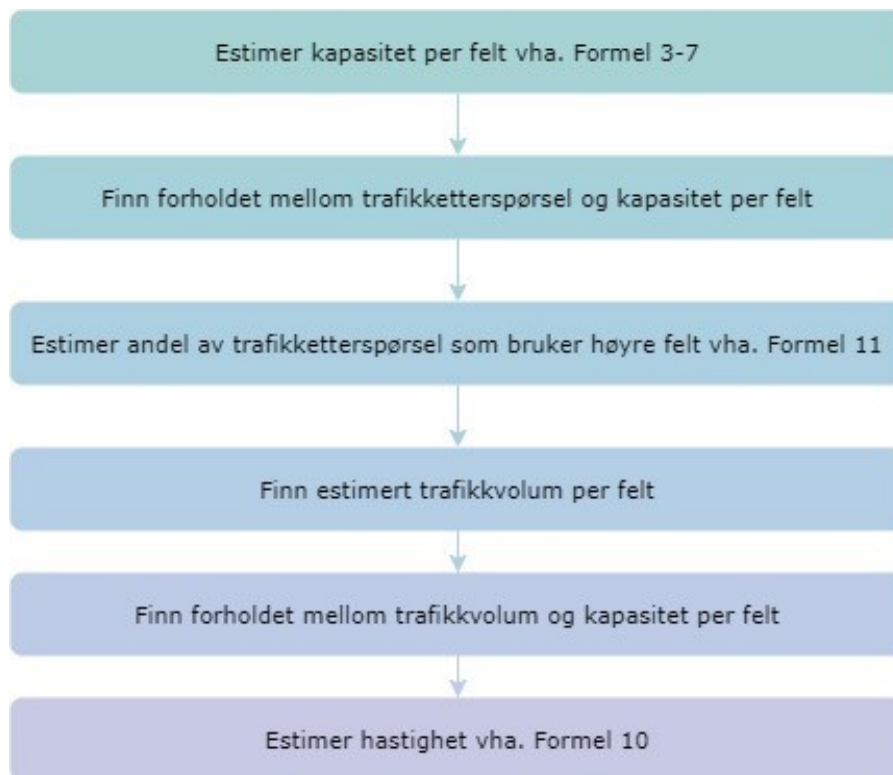 Estimer kapasitet per felt vha. Formel 3-7
Finn forholdet mellom trafikketterspørsel og kapasitet per felt
Estimer andel av trafikketterspørsel som bruker høyre felt vha. Formel 11
Finn estimert trafikkvolum per felt
Finn forholdet mellom trafikkvolum og kapasitet per felt
Estimer hastighet vha. Formel 10